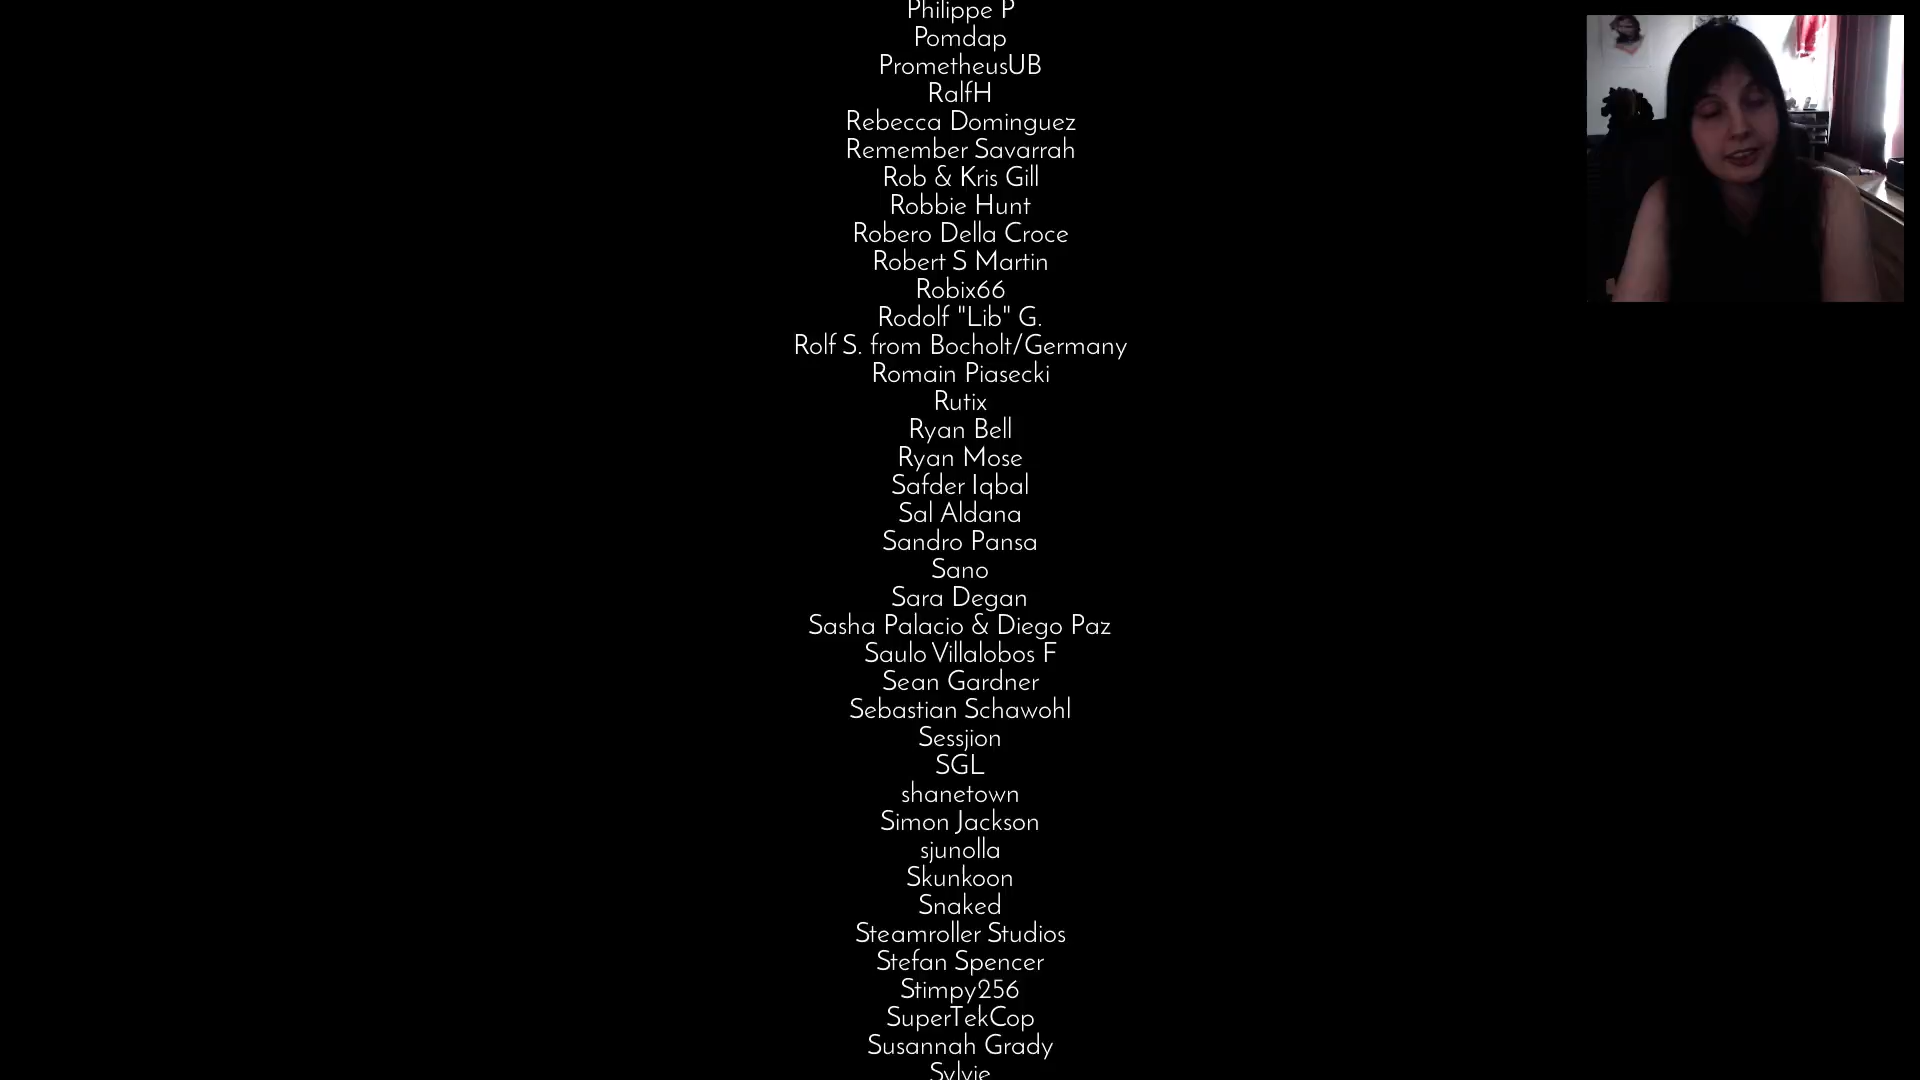 Philippe P
Pomdap
PrometheusUB
RalfH
Rebecca Dominguez
Remember Savarrah
Rob & Kris Gill
Robbie Hunt
Robero Della Croce
Robert S Martin
Robix66
Rodolf "Lib" G.
Rolf S. from Bocholt/Germany
Romain Piasecki
Rutix
Ryan Bell
Ryan Mose
Safder Iqbal
Sal Aldana
Sandro Pansa
Sano
Sara Degan
Sasha Palacio & Diego Paz
Saulo Villalobos F
Sean Gardner
Sebastian Schawohl
Sessjion
SGL
shanetown
Simon Jackson
sjunolla
Skunkoon
Snaked
Steamroller Studios
Stefan Spencer
Stimpy256
SuperTekCop
Susannah Grady
Sylvie